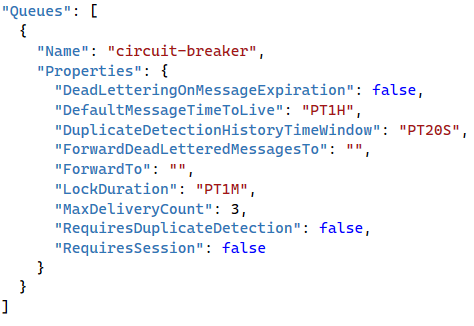 "Queues": [
  {
    "Name": "circuit-breaker",
    "Properties": {
      "DeadLetteringOnMessageExpiration": false,
      "DefaultMessageTimeToLive": "PT1H",
      "DuplicateDetectionHistoryTimeWindow": "PT20S",
      "ForwardDeadLetteredMessagesTo": "",
      "ForwardTo": "",
      "LockDuration": "PT1M",
      "MaxDeliveryCount": 3,
      "RequiresDuplicateDetection": false,
      "RequiresSession": false
    }
  }
]